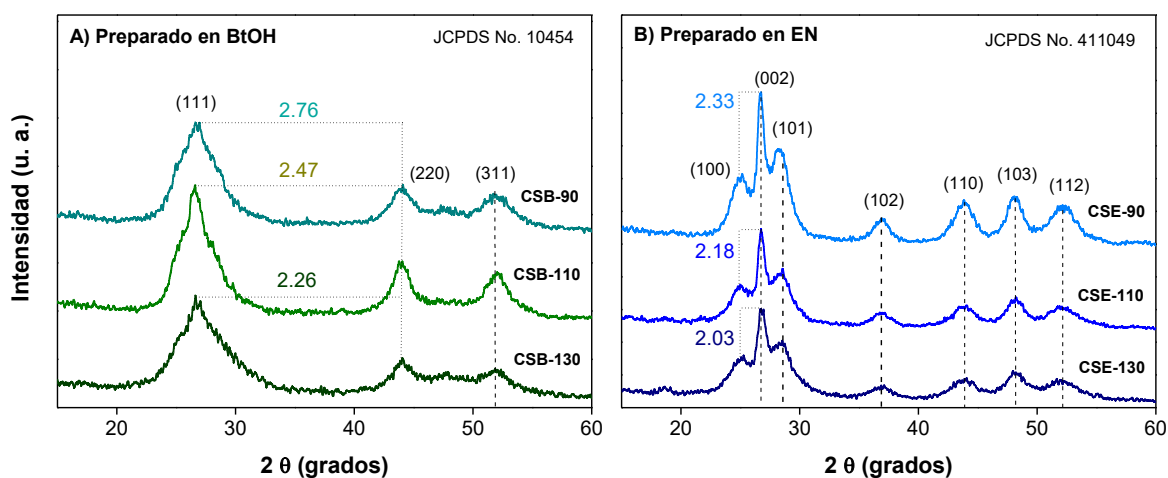 A) Preparado en BtOH
JCPDS No. 10454
(111)
2.76
2.47
(220)
(311)
CSB-90
2.26
CSB-110
CSB-130
20
30
40
50
60
2 θ (grados)
Intensidad (u. a.)
B) Preparado en EN
JCPDS No. 411049
(002)
2.33
(101)
(100)
(102)
(110)
(103)
(112)
CSE-90
2.18
CSE-110
2.03
CSE-130
20
30
40
50
60
2 θ (grados)